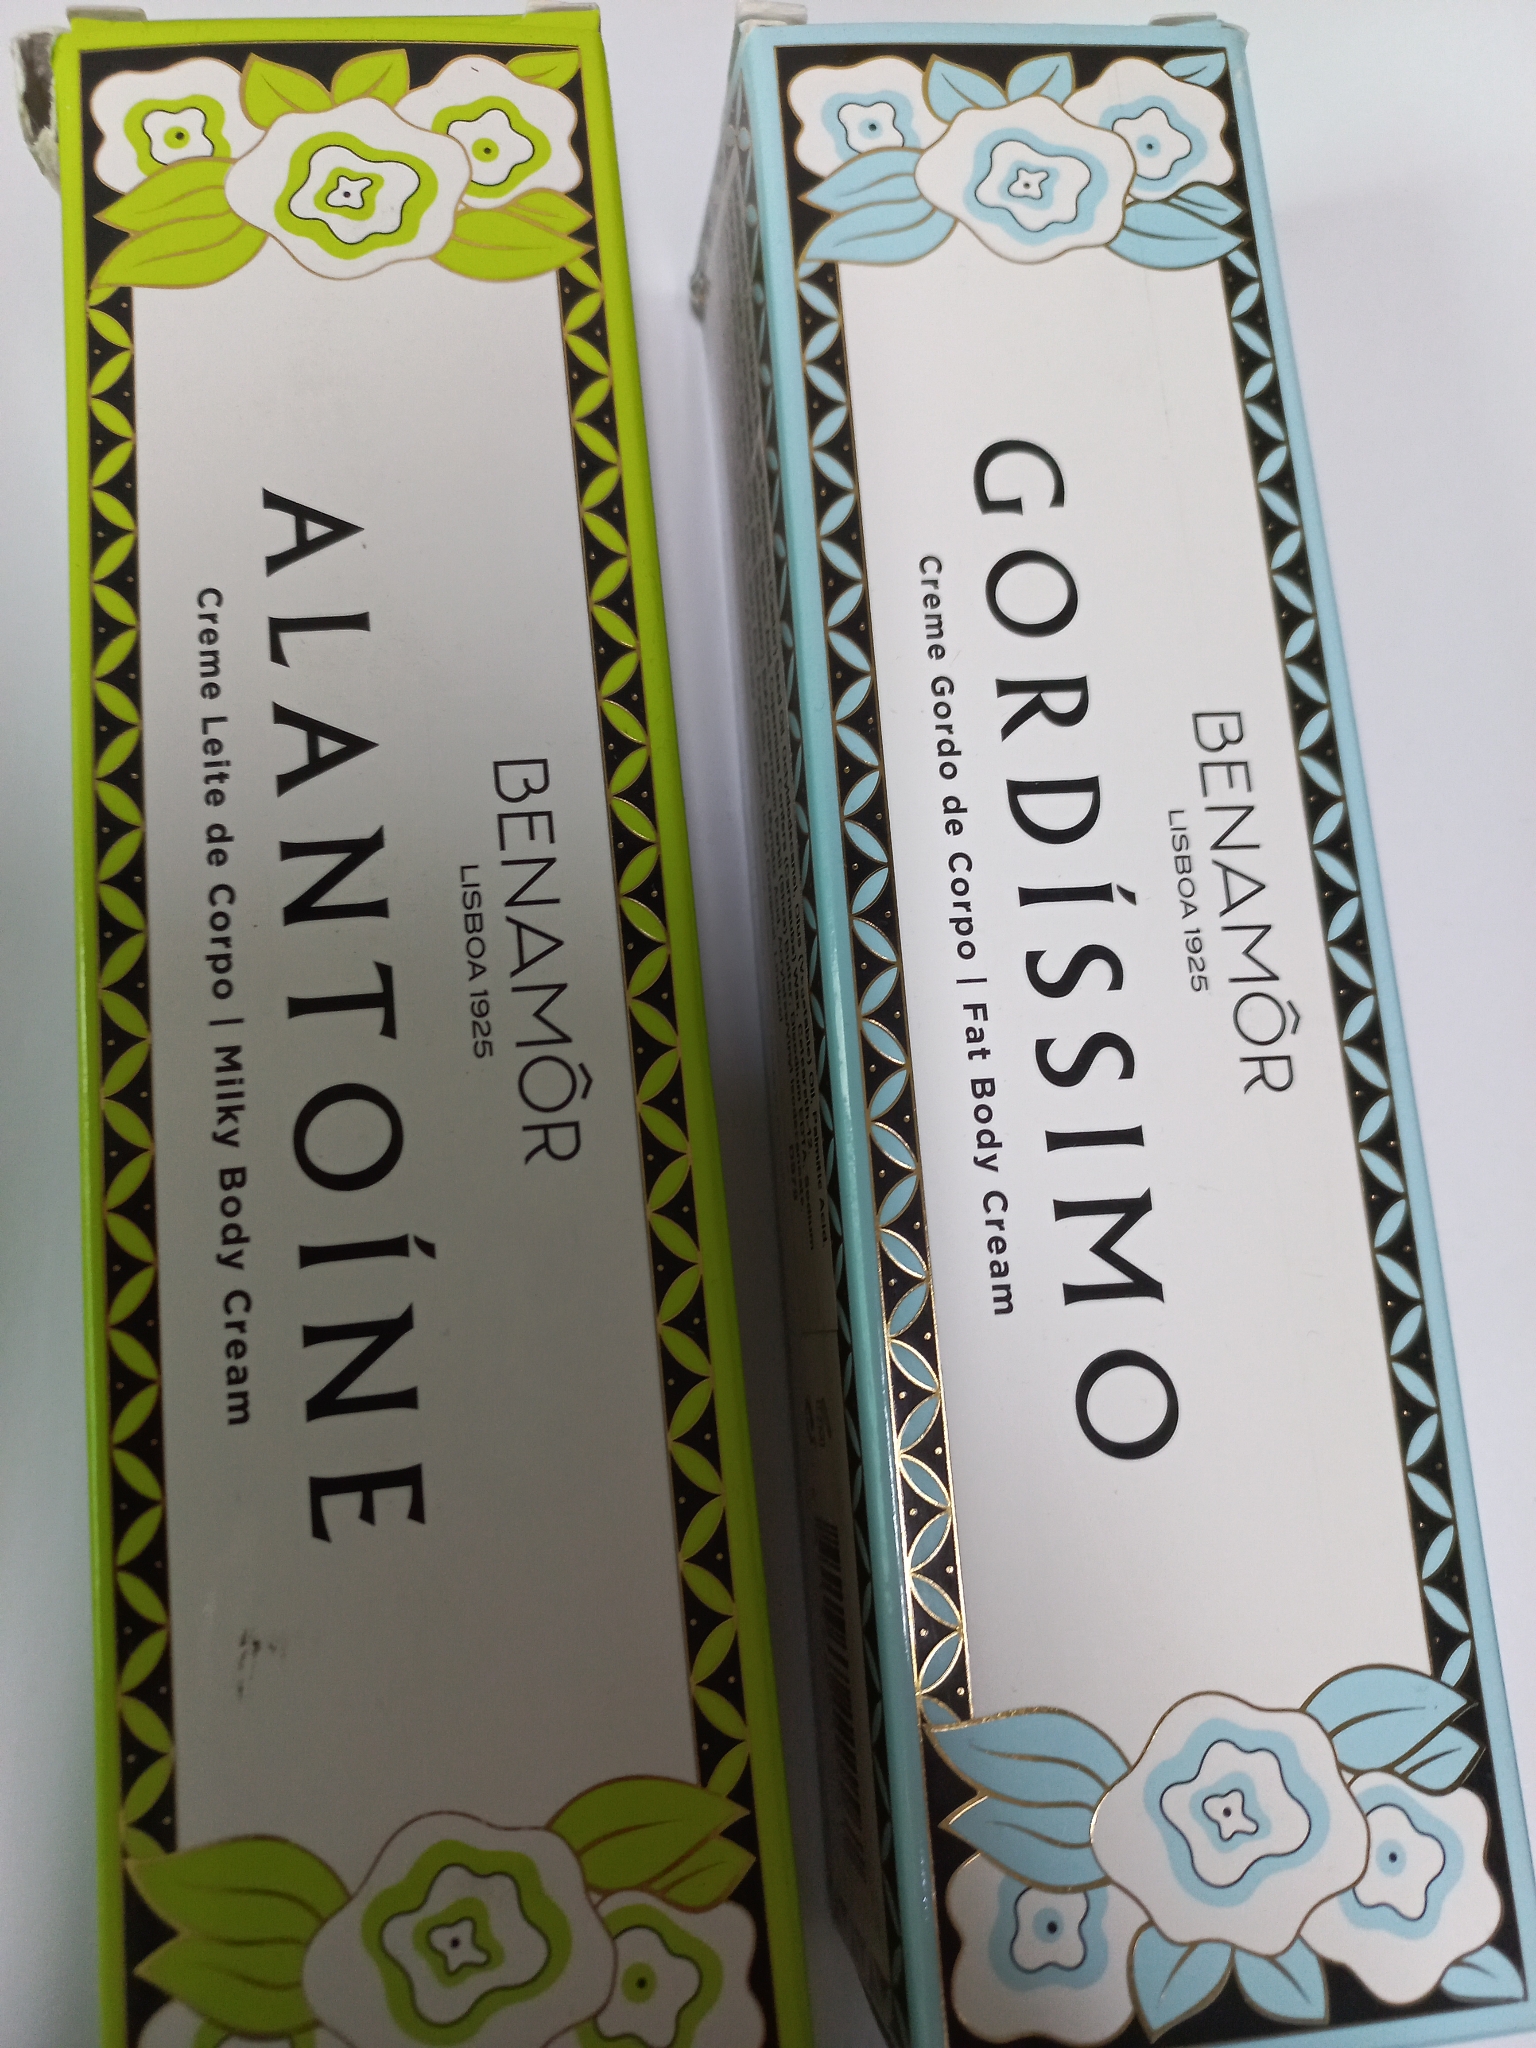 BENAMÔR
LISBOA 1925
ALANTOÍNE
Creme Leite de Corpo | Milky Body Cream
BENAMÔR
LISBOA 1925
GORDÍSSIMO
Creme Gordo de Corpo | Fat Body Cream